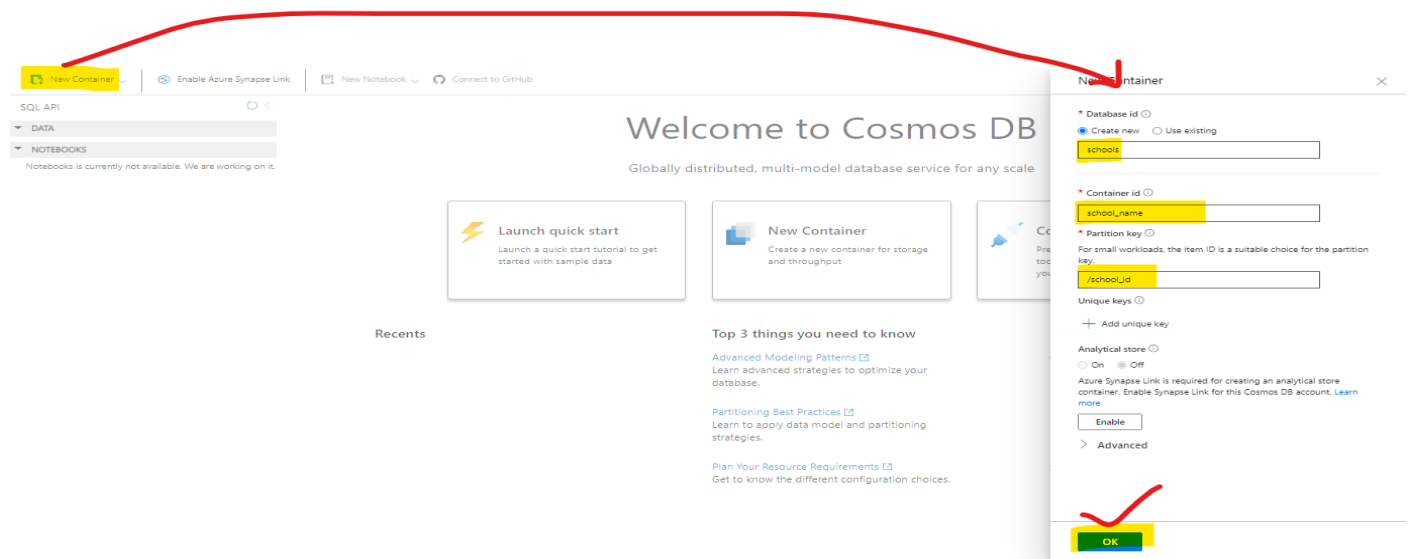 New Container
Enable Azure Synapse Link
New Notebook
Connect to GitHub
SQL API
DATA
NOTEBOOKS
Notebooks is currently not available. We are working on it.
Welcome to Cosmos DB
Globally distributed, multi-model database service for any scale
Launch quick start
Launch a quick start tutorial to get
started with sample data
New Container
Create a new container for storage
and throughput
Co
Pre
too
you
Recents
Top 3 things you need to know
Advanced Modeling Patterns
Learn advanced strategies to optimize your
database.
Partitioning Best Practices
Learn to apply data model and partitioning
strategies.
Plan Your Resource Requirements
Get to know the different configuration choices.
New Container
* Database id
Create new
Use existing
schools
* Container id
school_name
* Partition key
For small workloads, the item ID is a suitable choice for the partition
key.
/school_id
Unique keys
Add unique key
Analytical store
On
Off
Azure Synapse Link is required for creating an analytical store
container. Enable Synapse Link for this Cosmos DB account. Learn
more
Enable
Advanced
OK